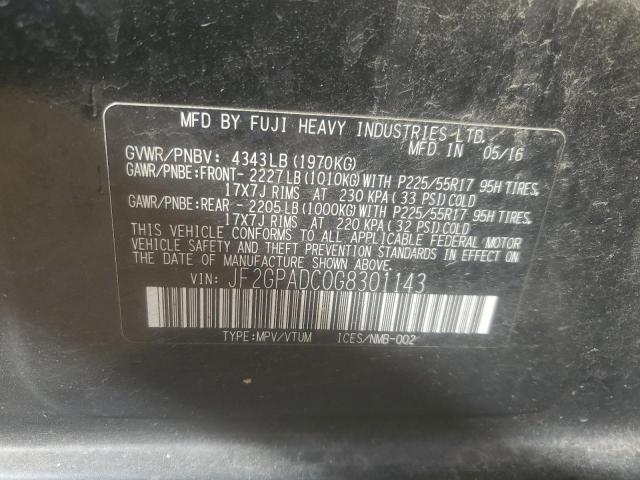 MFD BY FUJI HEAVY INDUSTRIES LTD.
GVWR/PNBV: 4343LB(1970KG) MFD IN 05/16
GAWR/PNBE:FRONT- 2227LB(1010KG)WITH P225/55R17 95H TIRES,
17X7J RIMS AT 230 KPA(33 PSI)COLD
GAWR/PNBE:REAR - 2205LB(1000KG)WITH P225/55R17 95H TIRES,
17X7J RIMS AT 220 KPA(32 PSI)COLD
THIS VEHICLE CONFORMS TO ALL APPLICABLE FEDERAL MOTOR
VEHICLE SAFETY AND THEFT PREVENTION STANDARDS IN EFFECT ON
THE DATE OF MANUFACTURE SHOWN ABOVE.
VIN: JF2GPADC0G8301143
TYPE:MPV/VTUM ICES/NMB-002